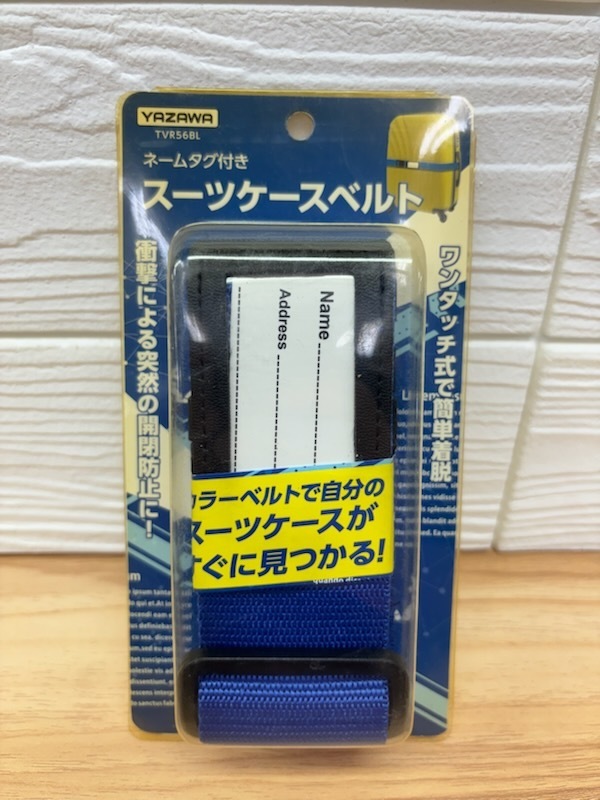 YAZAWA
TVR56BL
ネームタグ付き
スーツケースベルト
ワンタッチ式で簡単着脱
衝撃による突然の開閉防止に!
Name
Address
カラーベルトで自分の
スーツケースが
すぐに見つかる!